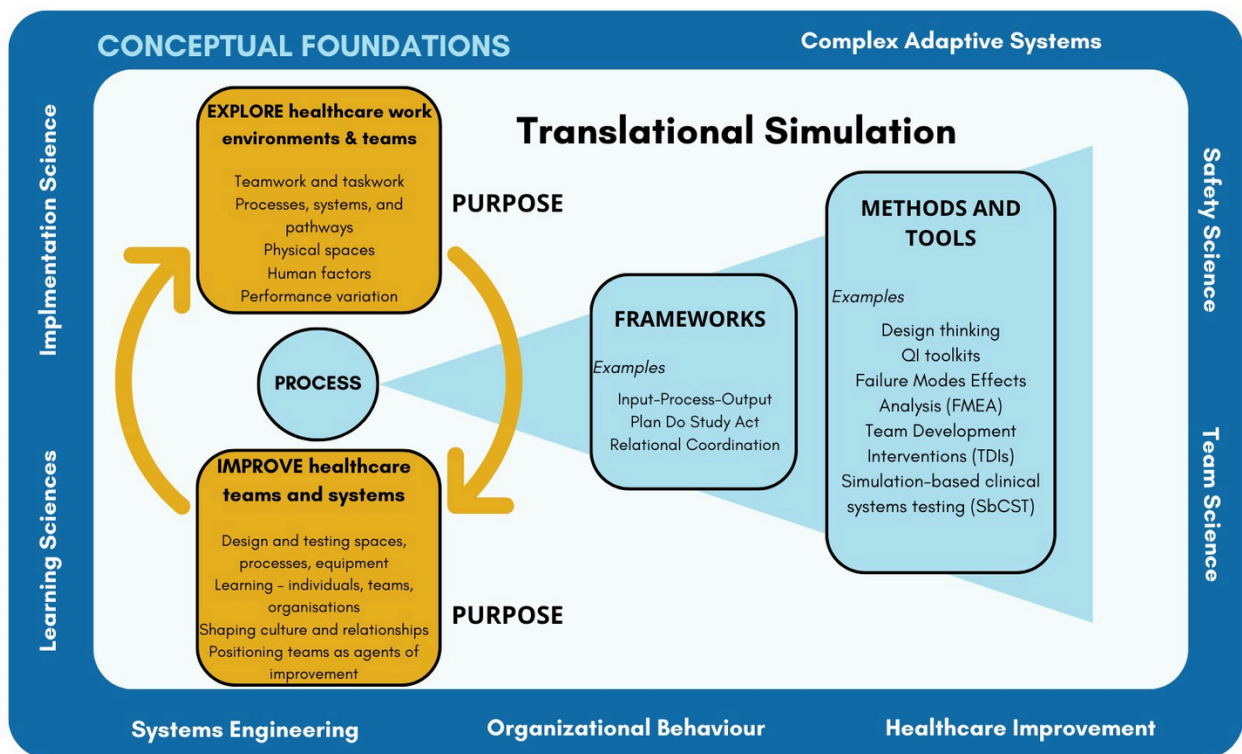 CONCEPTUAL FOUNDATIONS
Complex Adaptive Systems
Implmentation Science
Learning Sciences
Translational Simulation
EXPLORE healthcare work
environments & teams
Teamwork and taskwork
Processes, systems, and
pathways
Physical spaces
Human factors
Performance variation
PURPOSE
PROCESS
IMPROVE healthcare
teams and systems
Design and testing spaces,
processes, equipment
Learning – individuals, teams,
organisations
Shaping culture and relationships
Positioning teams as agents of
improvement
PURPOSE
FRAMEWORKS
Examples
Input-Process-Output
Plan Do Study Act
Relational Coordination
METHODS AND
TOOLS
Examples
Design thinking
QI toolkits
Failure Modes Effects
Analysis (FMEA)
Team Development
Interventions (TDIs)
Simulation-based clinical
systems testing (SbCST)
Safety Science
Team Science
Systems Engineering
Organizational Behaviour
Healthcare Improvement